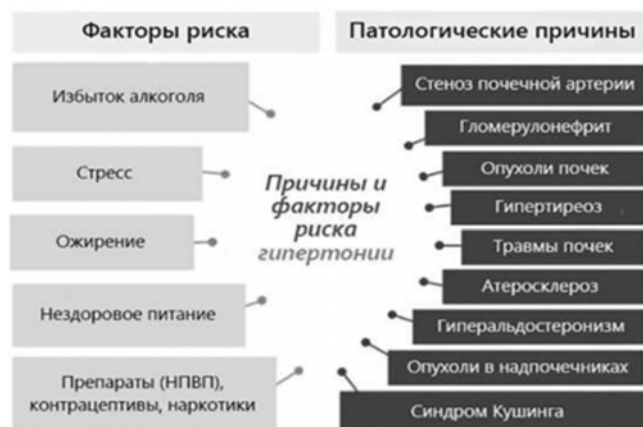 Факторы риска
Избыток алкоголя
Стресс
Ожирение
Нездоровое питание
Препараты (НПВП),
контрацептивы, наркотики
Причины и
факторы
риска
гипертонии
Патологические причины
Стеноз почечной артерии
Гломерулонефрит
Опухоли почек
Гипертиреоз
Травмы почек
Атеросклероз
Гиперальдостеронизм
Опухоли в надпочечниках
Синдром Кушинга